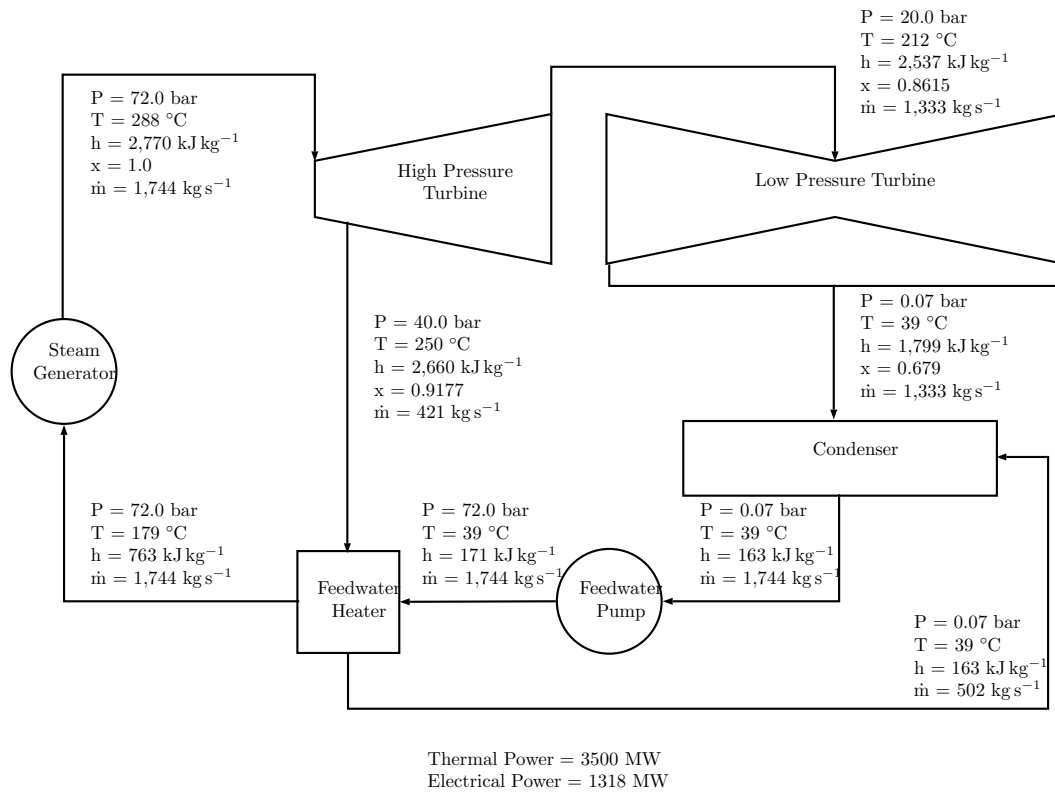 P = 20.0 bar
T = 212 °C
h = 2,537 kJ kg⁻¹
x = 0.8615
ṁ = 1,333 kg s⁻¹
P = 72.0 bar
T = 288 °C
h = 2,770 kJ kg⁻¹
x = 1.0
ṁ = 1,744 kg s⁻¹
High Pressure
Turbine
Low Pressure Turbine
P = 40.0 bar
T = 250 °C
h = 2,660 kJ kg⁻¹
x = 0.9177
ṁ = 421 kg s⁻¹
P = 0.07 bar
T = 39 °C
h = 1,799 kJ kg⁻¹
x = 0.679
ṁ = 1,333 kg s⁻¹
Steam
Generator
Condenser
P = 72.0 bar
T = 179 °C
h = 763 kJ kg⁻¹
ṁ = 1,744 kg s⁻¹
P = 72.0 bar
T = 39 °C
h = 171 kJ kg⁻¹
ṁ = 1,744 kg s⁻¹
P = 0.07 bar
T = 39 °C
h = 163 kJ kg⁻¹
ṁ = 1,744 kg s⁻¹
Feedwater
Heater
Feedwater
Pump
P = 0.07 bar
T = 39 °C
h = 163 kJ kg⁻¹
ṁ = 502 kg s⁻¹
Thermal Power = 3500 MW
Electrical Power = 1318 MW